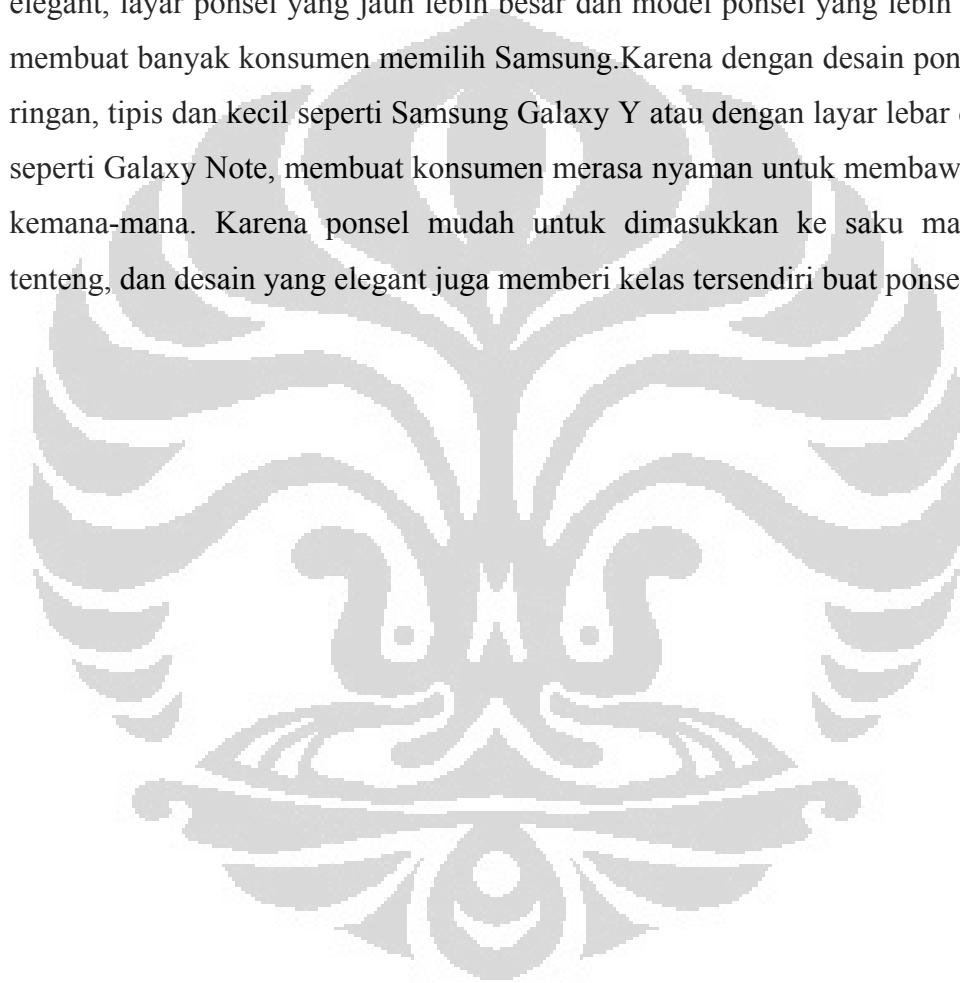 elegant, layar ponsel yang jauh lebih besar dan model ponsel yang lebih
membuat banyak konsumen memilih Samsung.Karena dengan desain pon
ringan, tipis dan kecil seperti Samsung Galaxy Y atau dengan layar lebar
seperti Galaxy Note, membuat konsumen merasa nyaman untuk membaw
kemana-mana. Karena ponsel mudah untuk dimasukkan ke saku ma
tenteng, dan desain yang elegant juga memberi kelas tersendiri buat ponse